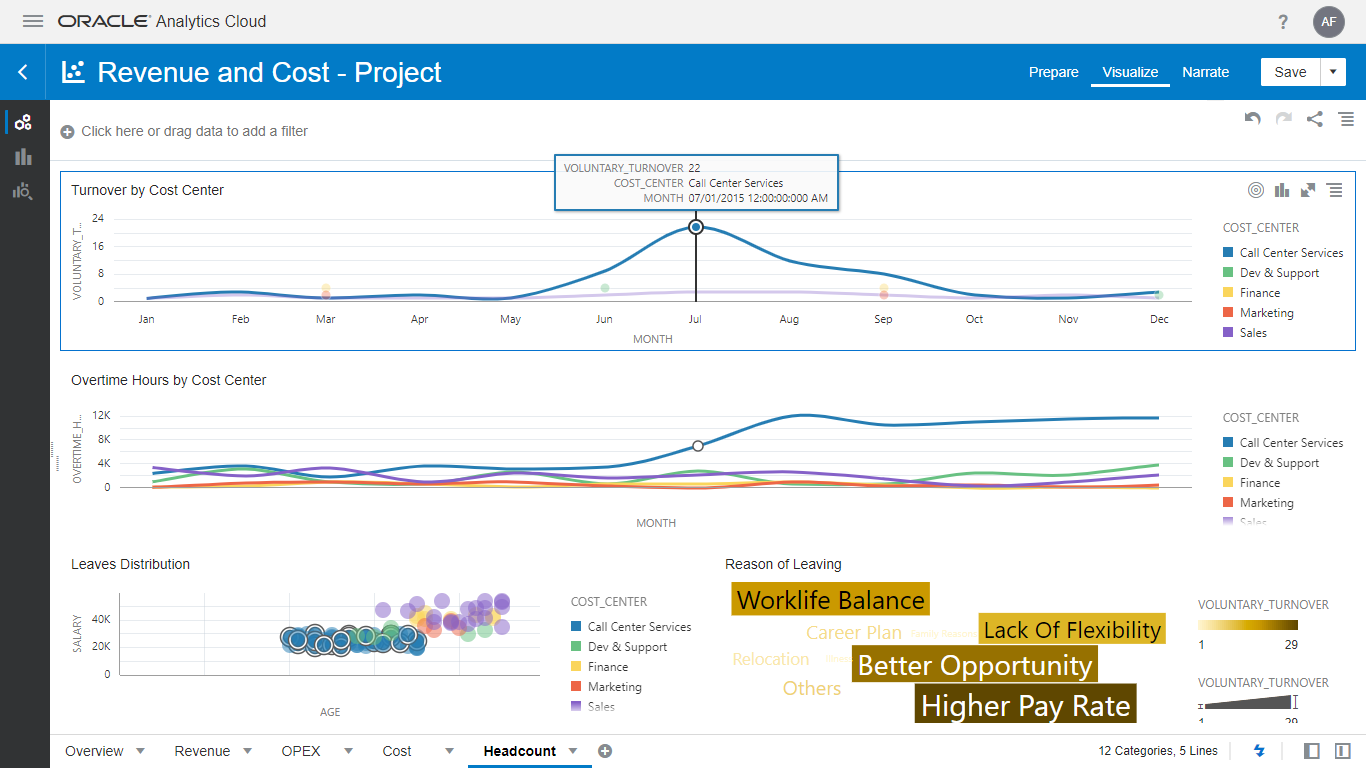 ORACLE Analytics Cloud
? AF
Revenue and Cost - Project
Prepare Visualize Narrate Save
Click here or drag data to add a filter
VOLUNTARY_TURNOVER 22
COST_CENTER Call Center Services
MONTH 07/01/2015 12:00:00:000 AM
Turnover by Cost Center
VOLUNTARY_T...
24
16
8
0
Jan Feb Mar Apr May Jun Jul Aug Sep Oct Nov Dec
MONTH
COST_CENTER
Call Center Services
Dev & Support
Finance
Marketing
Sales
Overtime Hours by Cost Center
OVERTIME_H...
12K
8K
4K
0
MONTH
COST_CENTER
Call Center Services
Dev & Support
Finance
Marketing
Sales
Leaves Distribution
SALARY
40K
20K
0
AGE
COST_CENTER
Call Center Services
Dev & Support
Finance
Marketing
Sales
Reason of Leaving
Worklife Balance
Career Plan Family Reasons Lack Of Flexibility
Relocation Better Opportunity
Others Higher Pay Rate
VOLUNTARY_TURNOVER
1 29
VOLUNTARY_TURNOVER
1 29
Overview Revenue OPEX Cost Headcount
12 Categories, 5 Lines